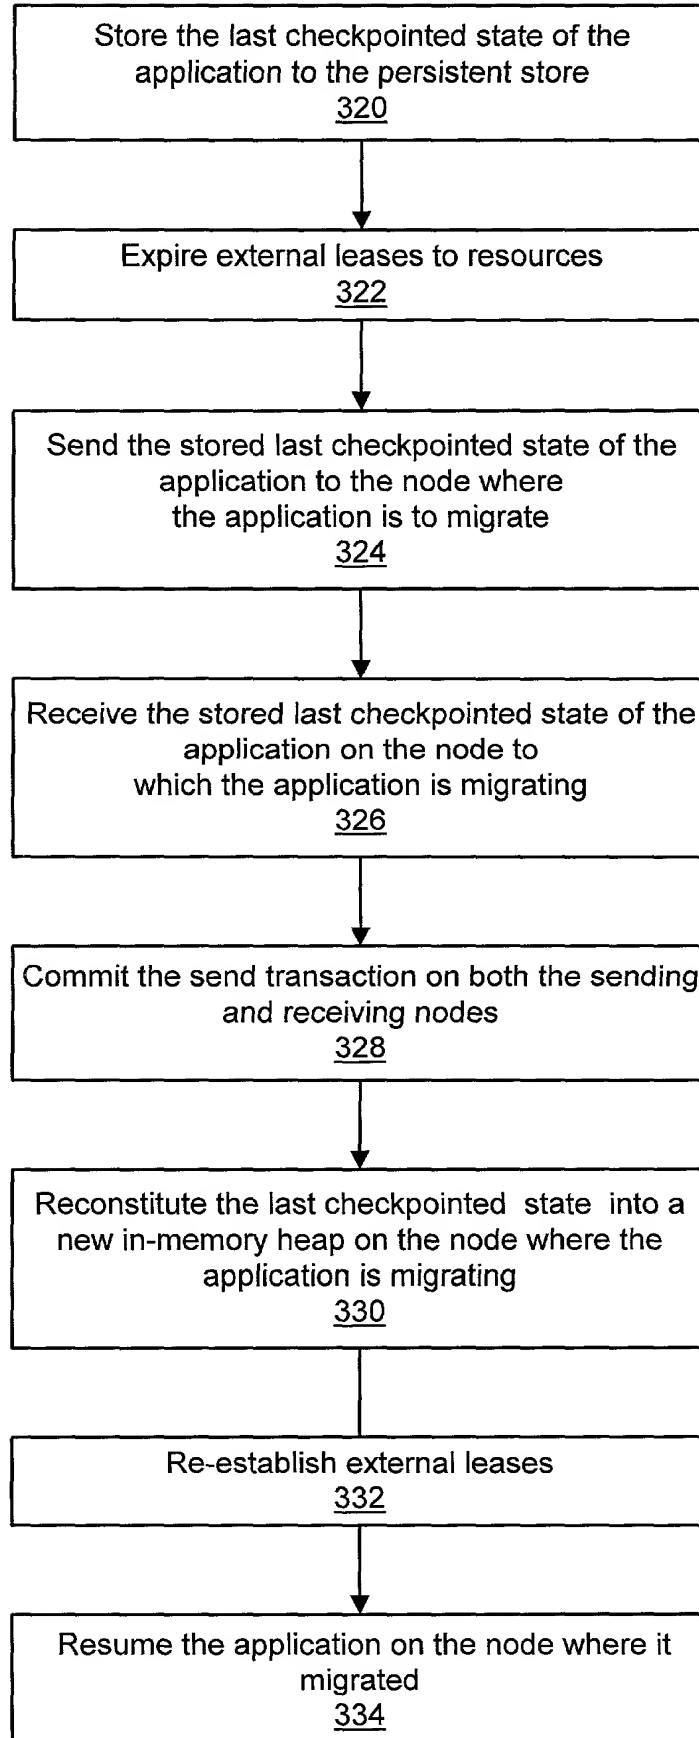 Store the last checkpointed state of the
application to the persistent store
320
Expire external leases to resources
322
Send the stored last checkpointed state of the
application to the node where
the application is to migrate
324
Receive the stored last checkpointed state of the
application on the node to
which the application is migrating
326
Commit the send transaction on both the sending
and receiving nodes
328
Reconstitute the last checkpointed state into a
new in-memory heap on the node where the
application is migrating
330
Re-establish external leases
332
Resume the application on the node where it
migrated
334